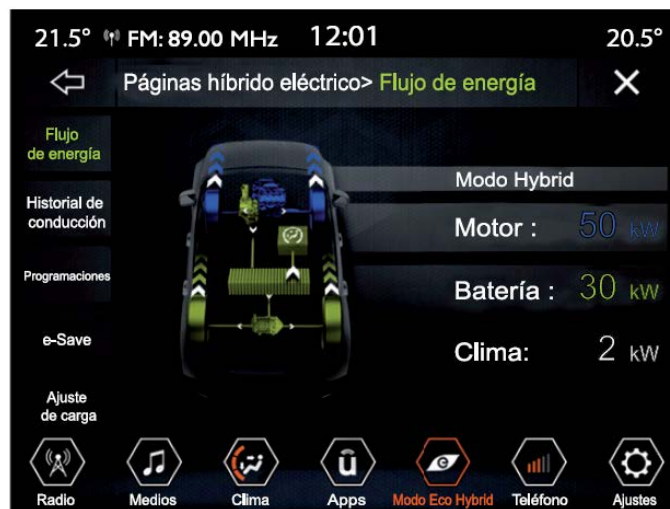 21.5° FM: 89.00 MHz 12:01 20.5°
Páginas híbrido eléctrico> Flujo de energía
Flujo
de energía
Historial de
conducción
Programaciones
e-Save
Ajuste
de carga
Modo Hybrid
Motor : 50 kW
Batería : 30 kW
Clima: 2 kW
Radio Medios Clima Apps Modo Eco Hybrid Teléfono Ajustes